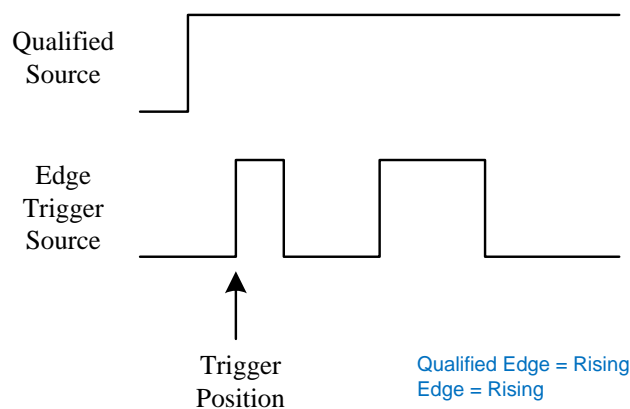 Qualified
Source
Edge
Trigger
Source
Trigger
Position
Qualified Edge = Rising
Edge = Rising